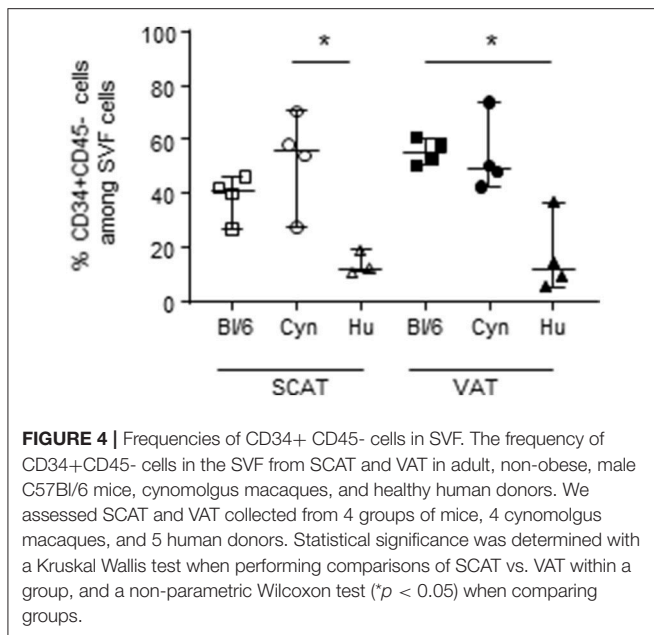 100
80
60
40
20
0
% CD34+CD45- cells
among SVF cells
* *
Bl/6 Cyn Hu Bl/6 Cyn Hu
SCAT VAT
FIGURE 4 | Frequencies of CD34+ CD45- cells in SVF. The frequency of
CD34+CD45- cells in the SVF from SCAT and VAT in adult, non-obese, male
C57Bl/6 mice, cynomolgus macaques, and healthy human donors. We
assessed SCAT and VAT collected from 4 groups of mice, 4 cynomolgus
macaques, and 5 human donors. Statistical significance was determined with
a Kruskal Wallis test when performing comparisons of SCAT vs. VAT within a
group, and a non-parametric Wilcoxon test (*p < 0.05) when comparing
groups.